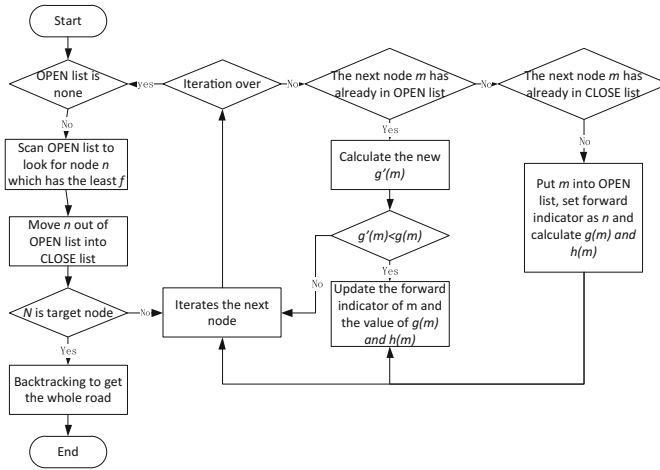 Start
OPEN list is
none
yes
Iteration over
No
The next node m has
already in OPEN list
No
The next node m has
already in CLOSE list
No
Yes
No
Scan OPEN list to
look for node n
which has the least f
Calculate the new
g'(m)
Put m into OPEN
list, set forward
indicator as n and
calculate g(m) and
h(m)
Move n out of
OPEN list into
CLOSE list
g'(m)<g(m)
No
Yes
N is target node
No
Iterates the next
node
Update the forward
indicator of m and
the value of g(m)
and h(m)
Yes
Backtracking to get
the whole road
End